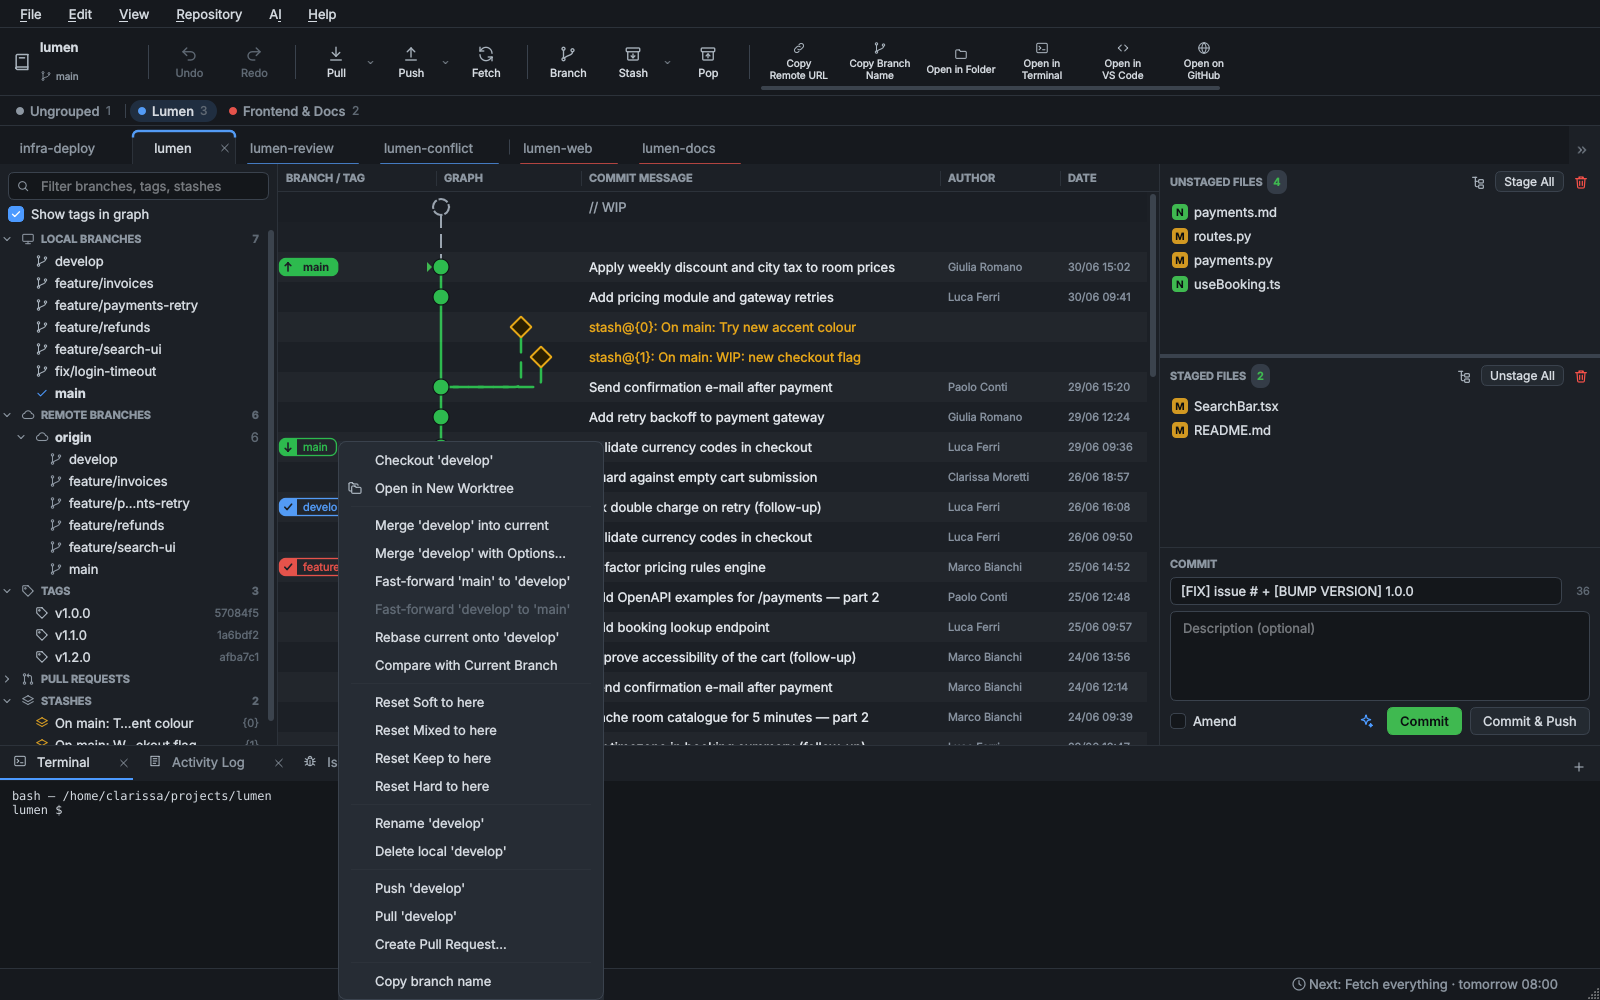 File Edit View Repository AI Help
lumen
main
Undo Redo Pull Push Fetch Branch Stash Pop
Copy Remote URL
Copy Branch Name
Open in Folder
Open in Terminal
Open in VS Code
Open on GitHub
Ungrouped 1 Lumen 3 Frontend & Docs 2
infra-deploy lumen lumen-review lumen-conflict lumen-web lumen-docs
Filter branches, tags, stashes
Show tags in graph
LOCAL BRANCHES 7
develop
feature/invoices
feature/payments-retry
feature/refunds
feature/search-ui
fix/login-timeout
main
REMOTE BRANCHES 6
origin 6
develop
feature/invoices
feature/p...nts-retry
feature/refunds
feature/search-ui
main
TAGS 3
v1.0.0 57084f5
v1.1.0 1a6bdf2
v1.2.0 afba7c1
PULL REQUESTS
STASHES 2
On main: T...ent colour {0}
On main: W...ckout flag {1}
BRANCH / TAG GRAPH COMMIT MESSAGE AUTHOR DATE
// WIP
main Apply weekly discount and city tax to room prices Giulia Romano 30/06 15:02
Add pricing module and gateway retries Luca Ferri 30/06 09:41
stash@{0}: On main: Try new accent colour
stash@{1}: On main: WIP: new checkout flag
Send confirmation e-mail after payment Paolo Conti 29/06 15:20
Add retry backoff to payment gateway Giulia Romano 29/06 12:24
main lidate currency codes in checkout Luca Ferri 29/06 09:36
ard against empty cart submission Clarissa Moretti 26/06 18:57
develo double charge on retry (follow-up) Luca Ferri 26/06 16:08
lidate currency codes in checkout Luca Ferri 26/06 09:50
feature factor pricing rules engine Marco Bianchi 25/06 14:52
d OpenAPI examples for /payments — part 2 Paolo Conti 25/06 12:48
d booking lookup endpoint Luca Ferri 25/06 09:57
prove accessibility of the cart (follow-up) Marco Bianchi 24/06 13:56
nd confirmation e-mail after payment Marco Bianchi 24/06 12:14
che room catalogue for 5 minutes — part 2 Marco Bianchi 24/06 09:39
Checkout 'develop'
Open in New Worktree
Merge 'develop' into current
Merge 'develop' with Options...
Fast-forward 'main' to 'develop'
Fast-forward 'develop' to 'main'
Rebase current onto 'develop'
Compare with Current Branch
Reset Soft to here
Reset Mixed to here
Reset Keep to here
Reset Hard to here
Rename 'develop'
Delete local 'develop'
Push 'develop'
Pull 'develop'
Create Pull Request...
Copy branch name
UNSTAGED FILES 4 Stage All
N payments.md
M routes.py
M payments.py
N useBooking.ts
STAGED FILES 2 Unstage All
M SearchBar.tsx
M README.md
COMMIT
[FIX] issue # + [BUMP VERSION] 1.0.0 36
Description (optional)
Amend Commit Commit & Push
Terminal Activity Log Is
bash — /home/clarissa/projects/lumen
lumen $
Next: Fetch everything · tomorrow 08:00